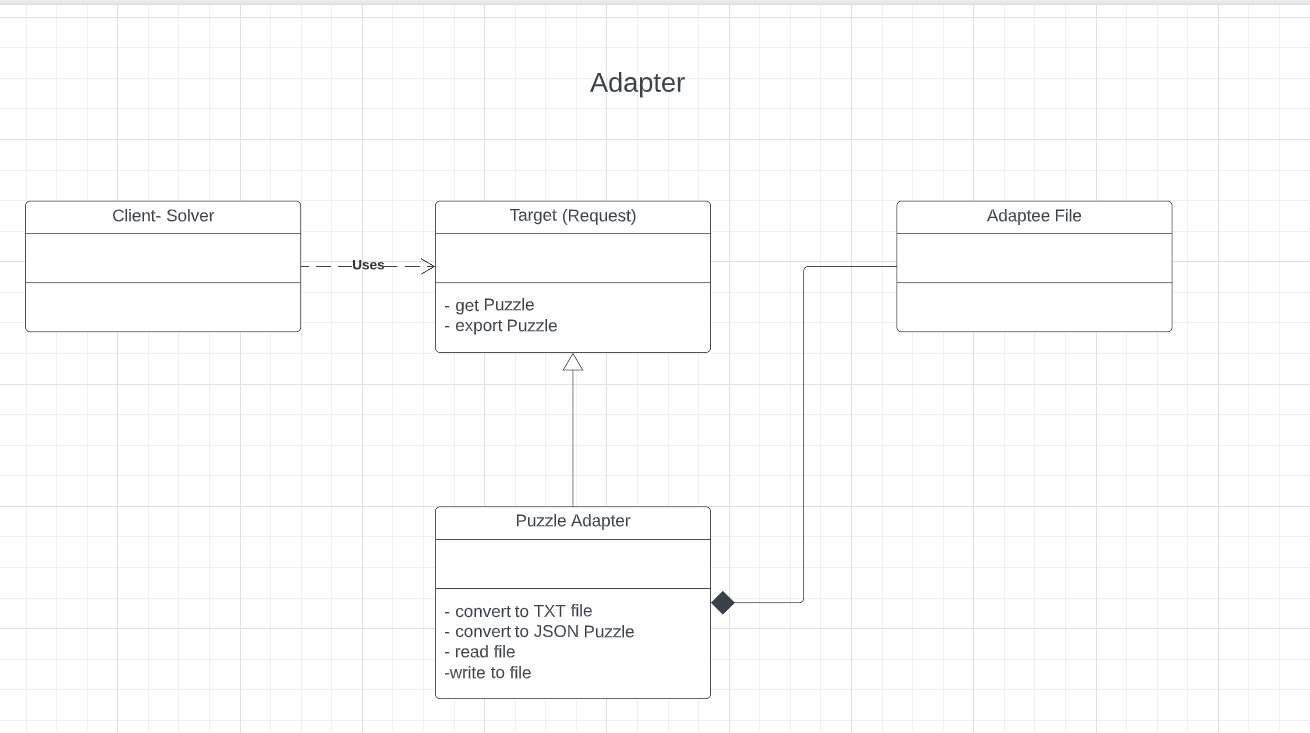 Adapter
Client- Solver
Uses
Target (Request)
- get Puzzle
- export Puzzle
Adaptee File
Puzzle Adapter
- convert to TXT file
- convert to JSON Puzzle
- read file
-write to file